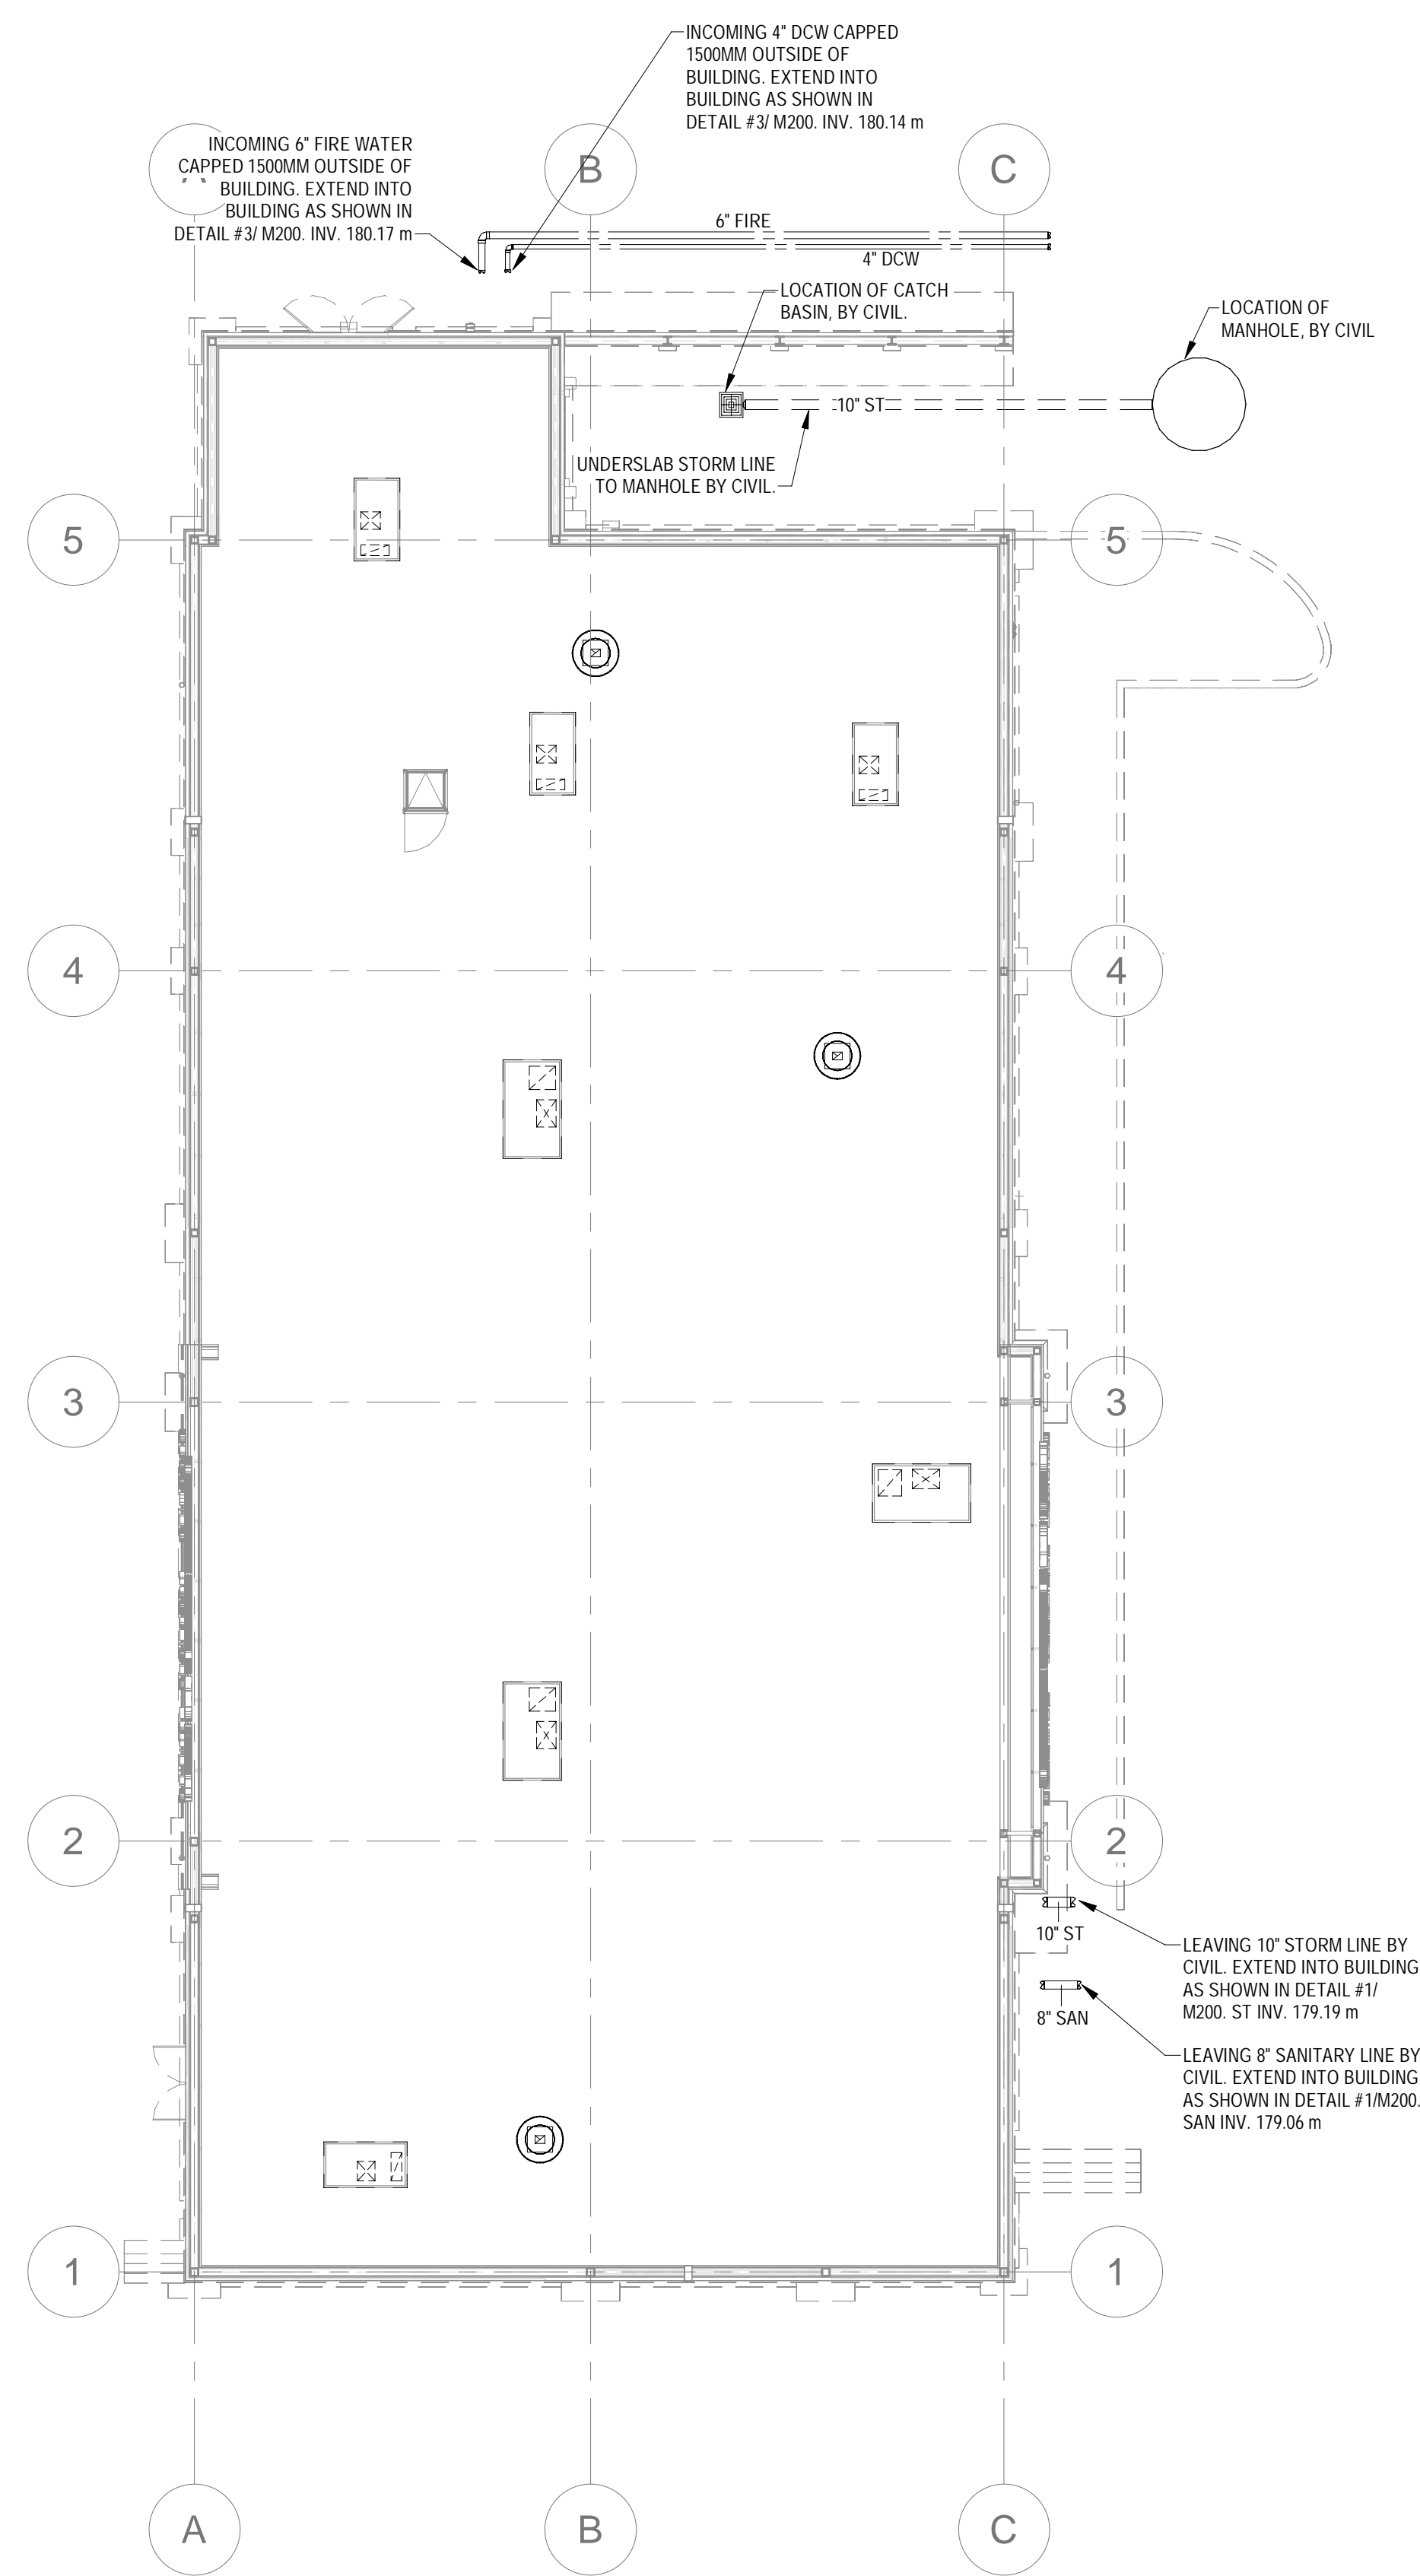 INCOMING 4" DCW CAPPED
1500MM OUTSIDE OF
BUILDING. EXTEND INTO
BUILDING AS SHOWN IN
DETAIL #3/ M200. INV. 180.14 m
INCOMING 6" FIRE WATER
CAPPED 1500MM OUTSIDE OF
BUILDING. EXTEND INTO
BUILDING AS SHOWN IN
DETAIL #3/ M200. INV. 180.17 m
A
B
C
6" FIRE
4" DCW
LOCATION OF CATCH
BASIN, BY CIVIL.
LOCATION OF
MANHOLE, BY CIVIL
10" ST
UNDERSLAB STORM LINE
TO MANHOLE BY CIVIL.
5
5
4
4
3
3
2
2
10" ST
LEAVING 10" STORM LINE BY
CIVIL. EXTEND INTO BUILDING
AS SHOWN IN DETAIL #1/
M200. ST INV. 179.19 m
8" SAN
LEAVING 8" SANITARY LINE BY
CIVIL. EXTEND INTO BUILDING
AS SHOWN IN DETAIL #1/M200.
SAN INV. 179.06 m
1
1
A
B
C